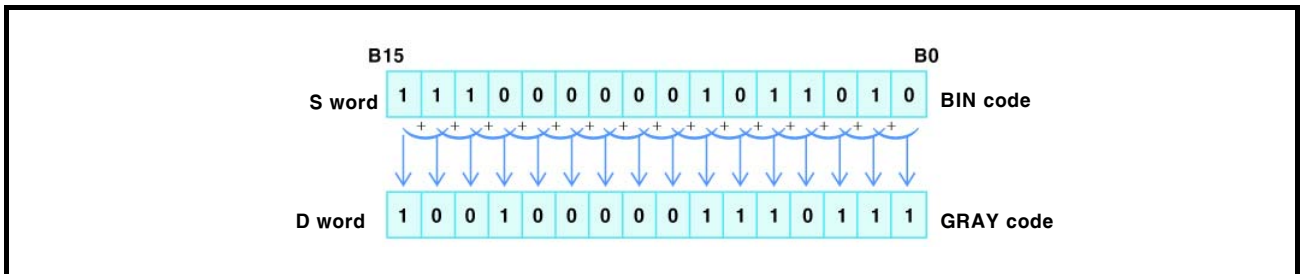 B15 B0
S word 1 1 1 0 0 0 0 0 0 1 0 1 1 0 1 0 BIN code
+ + + + + + + + + + + + + + +
D word 1 0 0 1 0 0 0 0 0 1 1 1 0 1 1 1 GRAY code